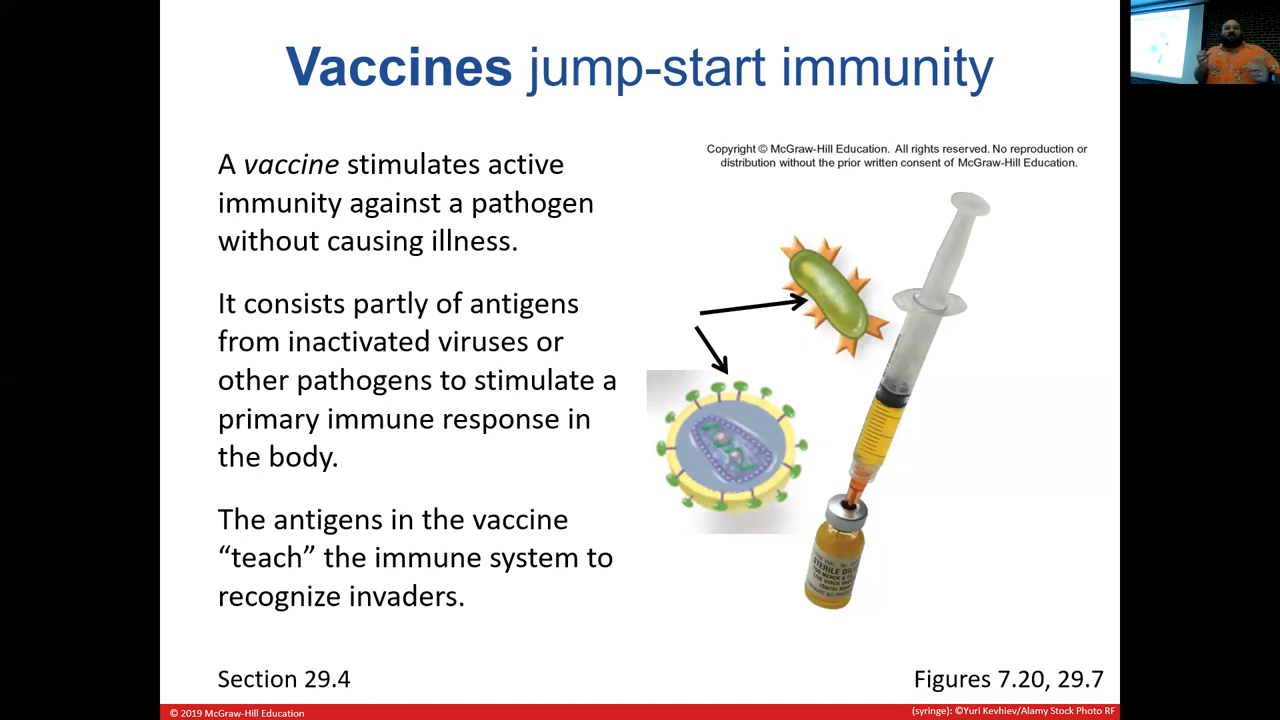 Vaccines jump-start immunity
A vaccine stimulates active
immunity against a pathogen
without causing illness.
It consists partly of antigens
from inactivated viruses or
other pathogens to stimulate a
primary immune response in
the body.
The antigens in the vaccine
“teach” the immune system to
recognize invaders.
Copyright © McGraw-Hill Education. All rights reserved. No reproduction or
distribution without the prior written consent of McGraw-Hill Education.
STERILE
Section 29.4
Figures 7.20, 29.7
© 2019 McGraw-Hill Education
(syringe): ©Yuri Kevhiev/Alamy Stock Photo RF